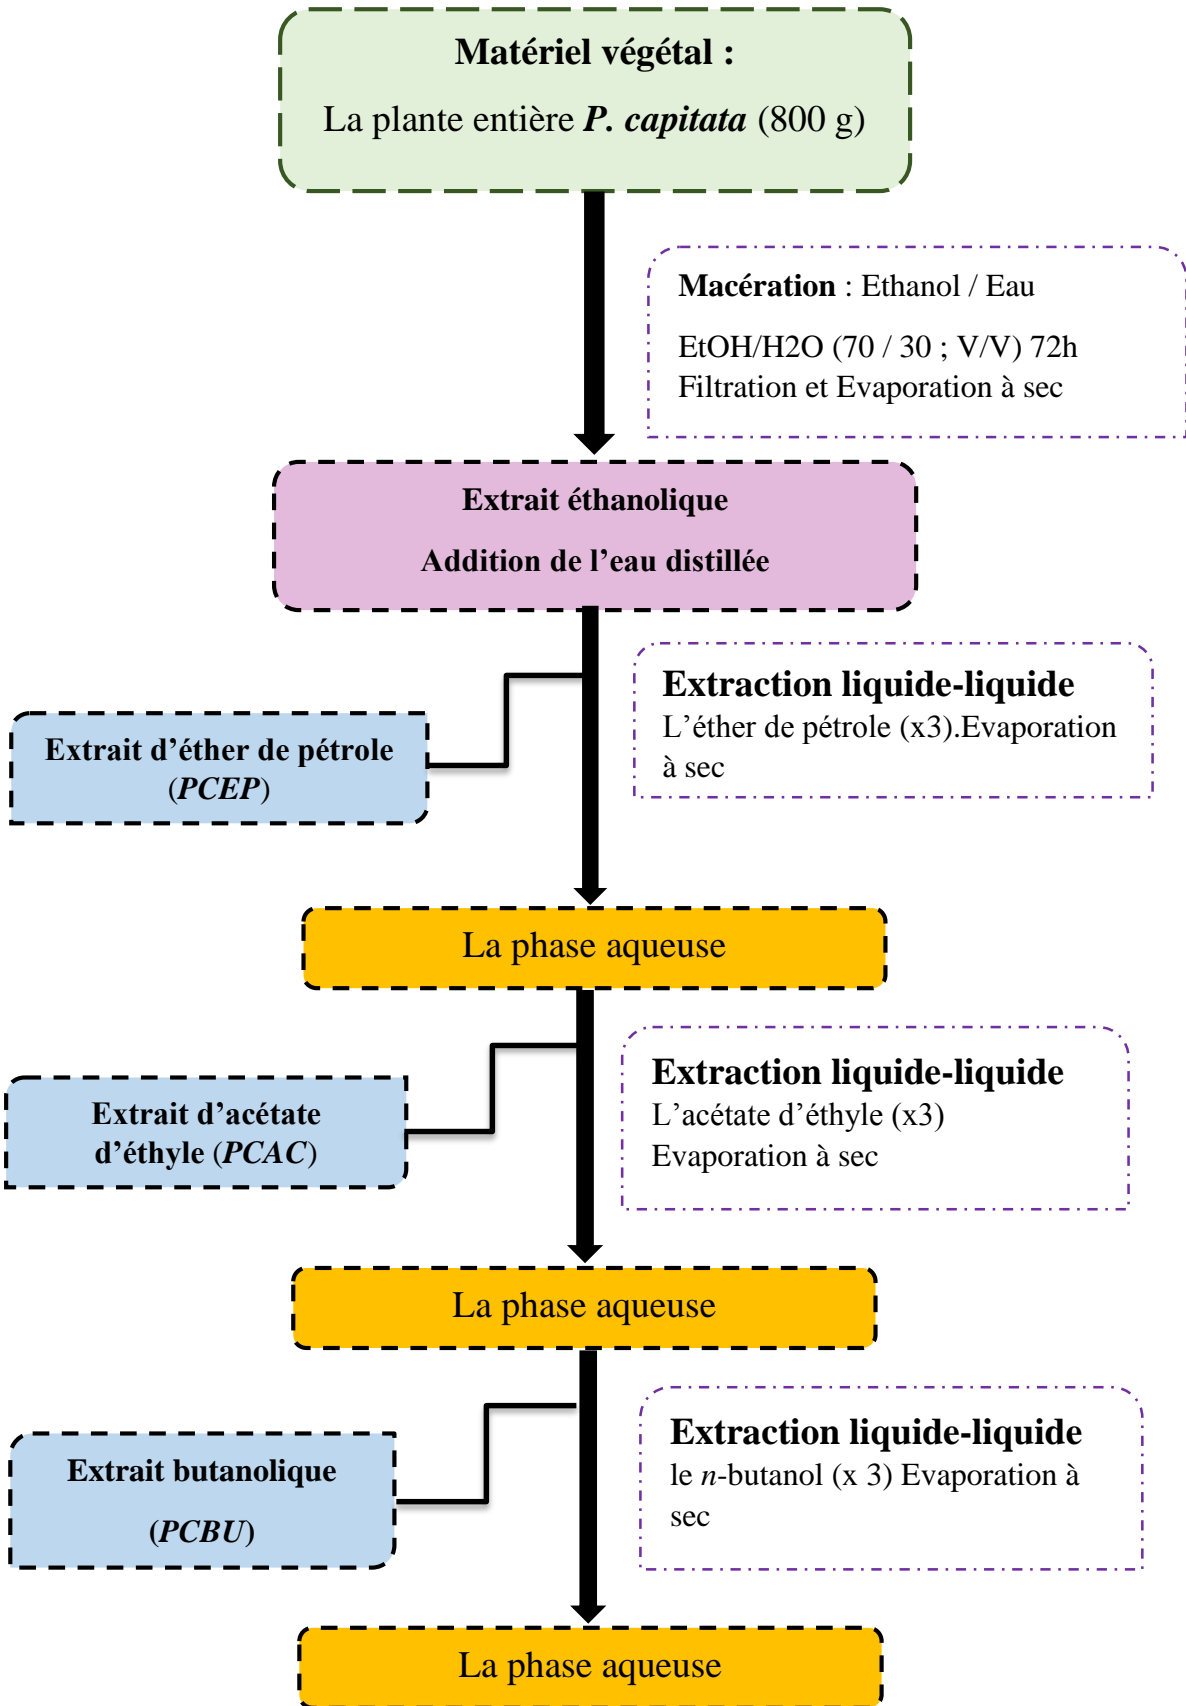 Matériel végétal :
La plante entière P. capitata (800 g)
Macération : Ethanol / Eau
EtOH/H2O (70 / 30 ; V/V) 72h
Filtration et Evaporation à sec
Extrait éthanolique
Addition de l’eau distillée
Extraction liquide-liquide
L’éther de pétrole (x3).Evaporation
à sec
Extrait d’éther de pétrole
(PCEP)
La phase aqueuse
Extraction liquide-liquide
L’acétate d’éthyle (x3)
Evaporation à sec
Extrait d’acétate
d’éthyle (PCAC)
La phase aqueuse
Extraction liquide-liquide
le n-butanol (x 3) Evaporation à
sec
Extrait butanolique
(PCBU)
La phase aqueuse